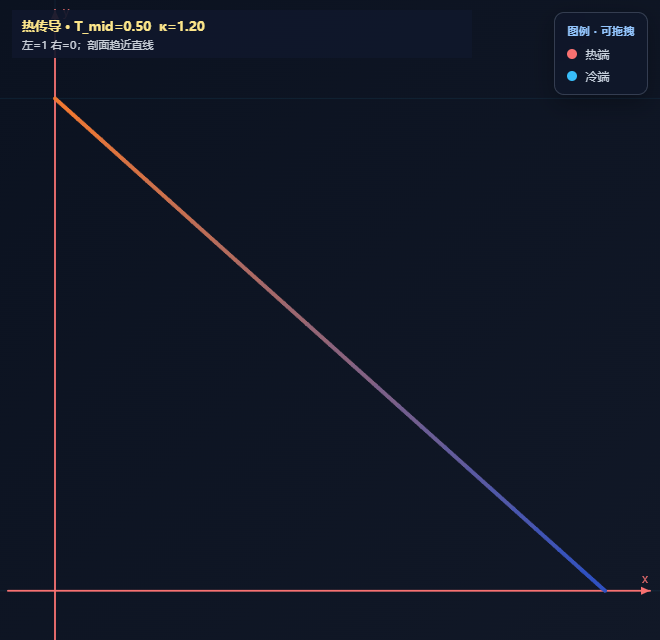 热传导 • T_mid=0.50 κ=1.20
左=1 右=0；剖面趋近直线
图例 · 可拖拽
热端
冷端
x